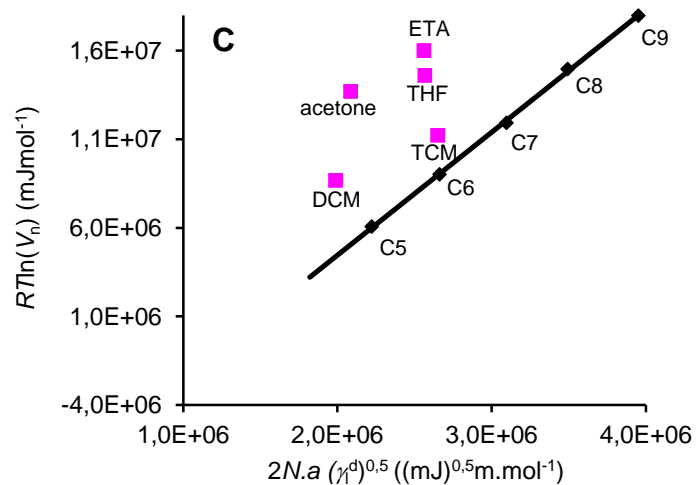 C
1,6E+07
1,1E+07
6,0E+06
1,0E+06
-4,0E+06
RTln(Vn) (mJmol-1)
ETA
THF
acetone
TCM
DCM
C9
C8
C7
C6
C5
1,0E+06 2,0E+06 3,0E+06 4,0E+06
2N.a (γld)0,5 ((mJ)0,5m.mol-1)